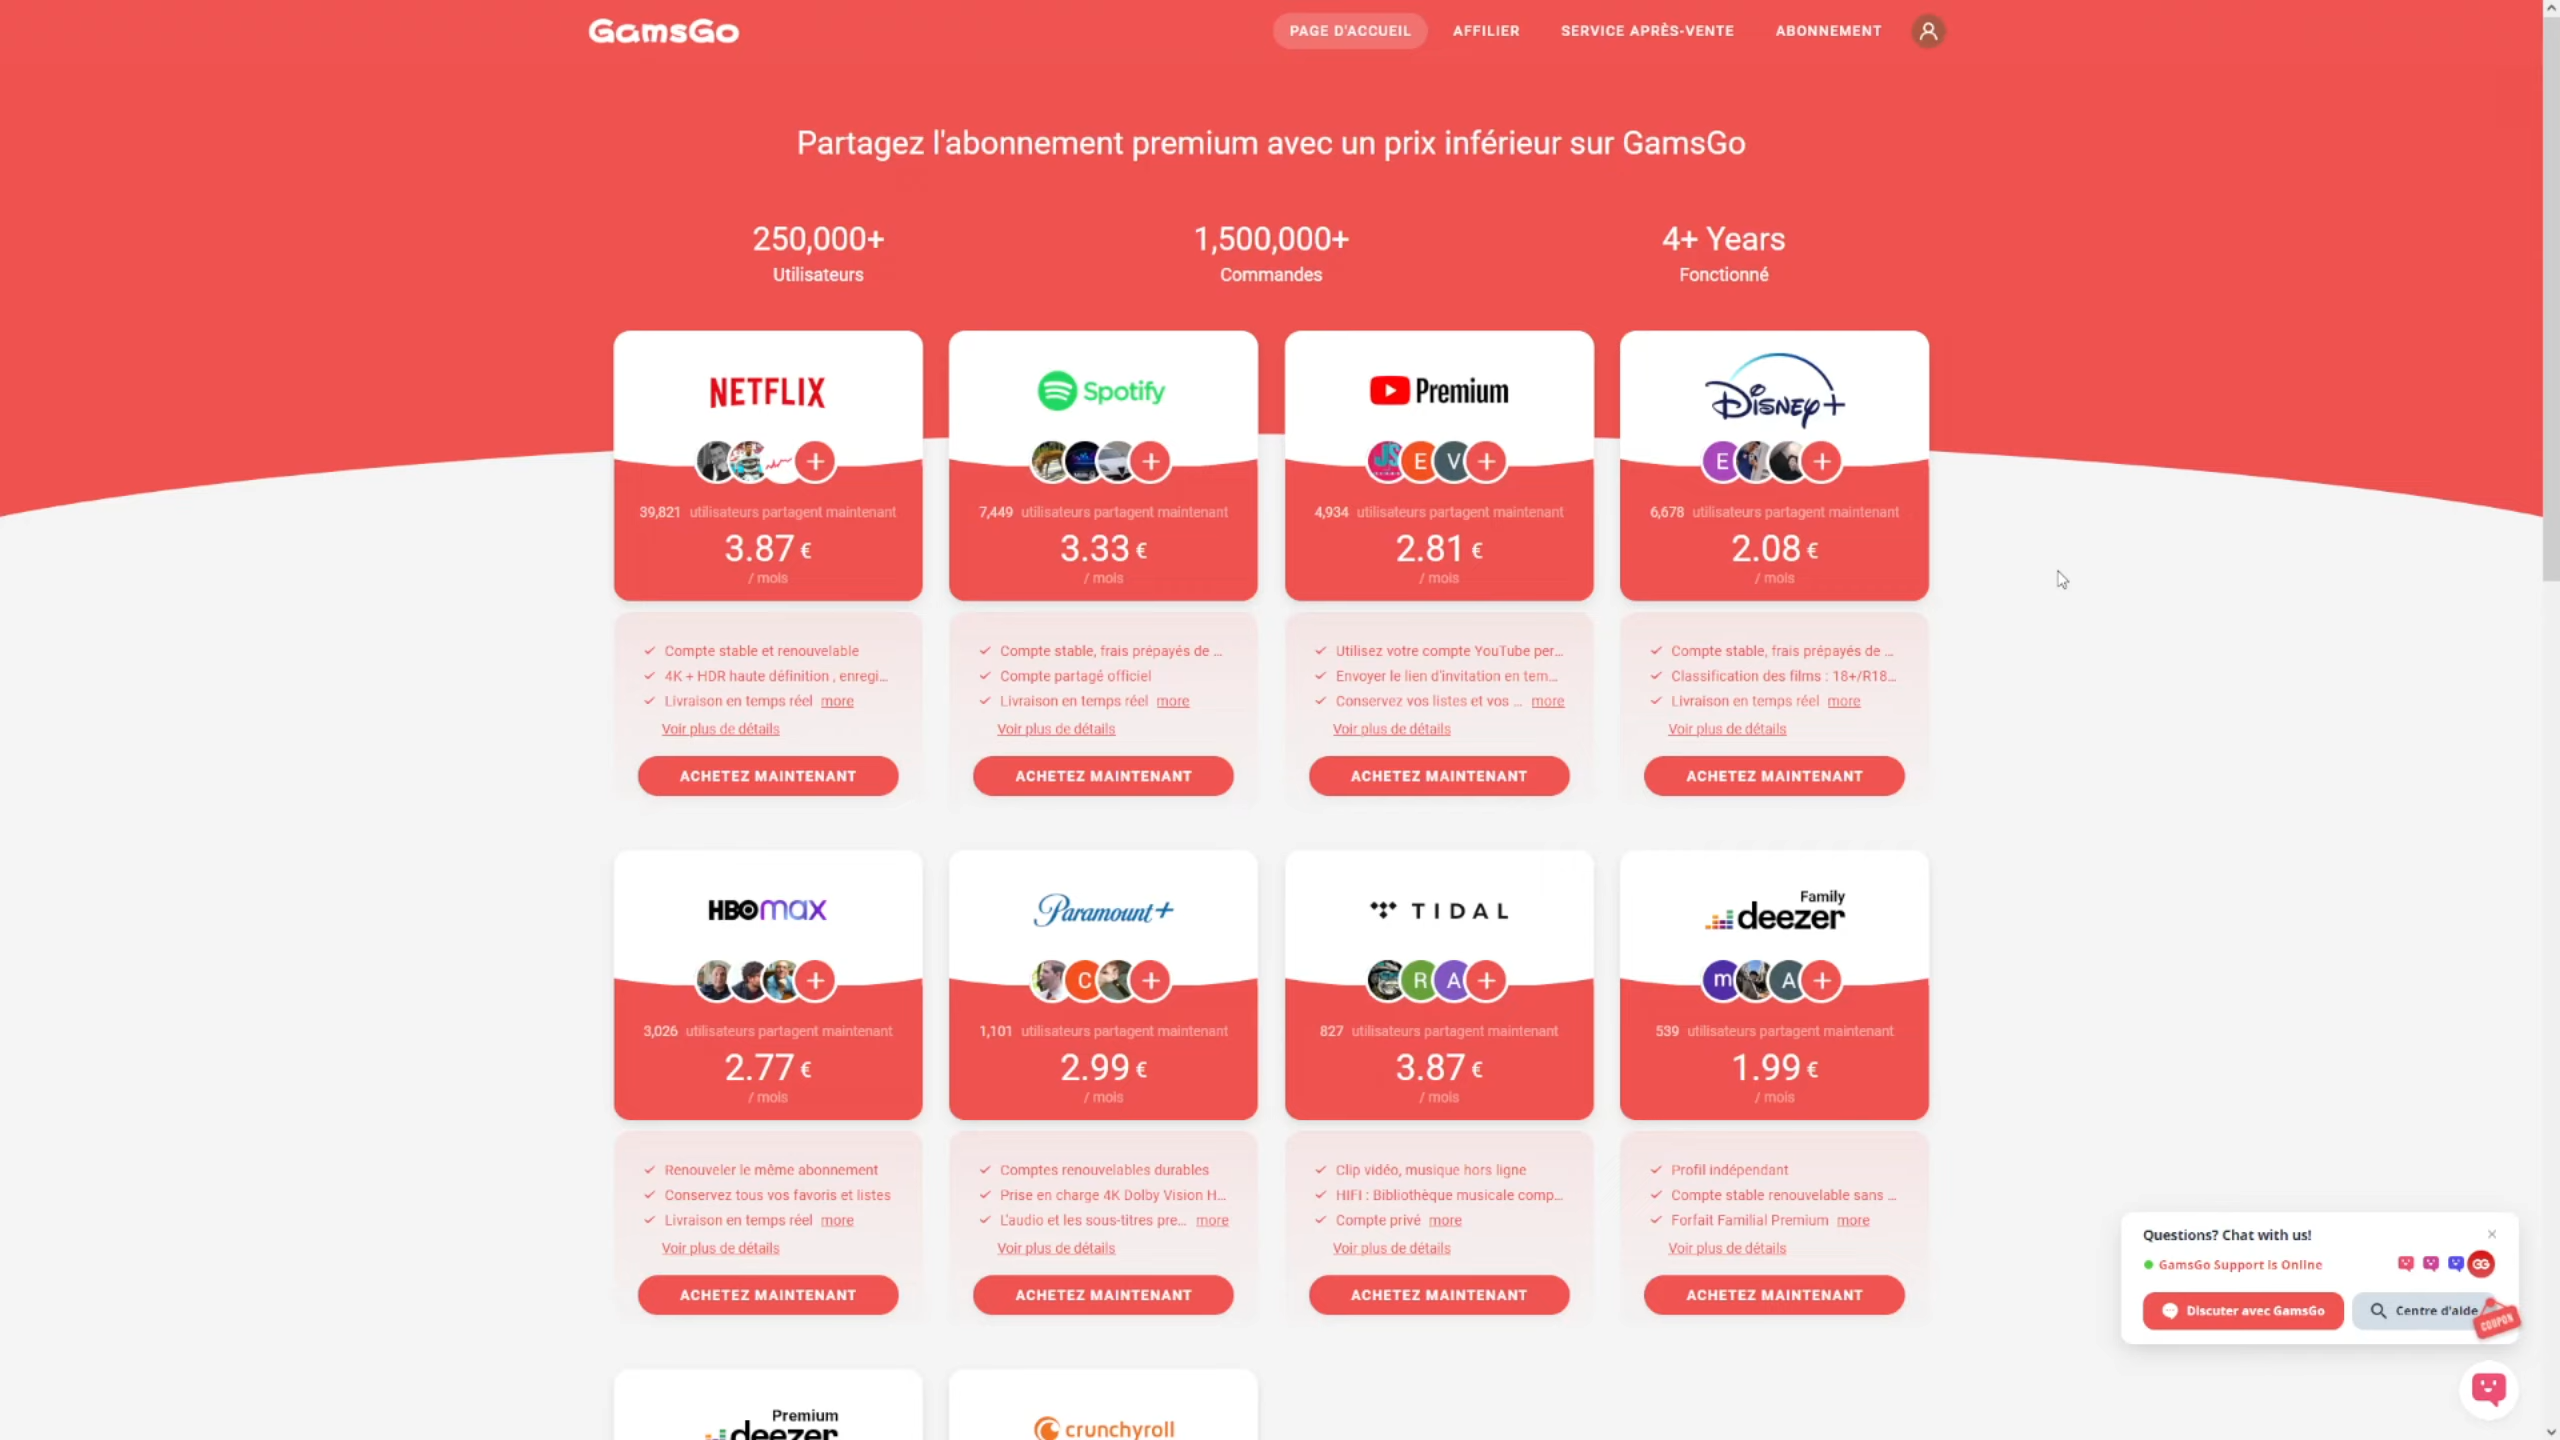 GamsGo
PAGE D'ACCUEIL
AFFILIER
SERVICE APRÈS-VENTE
ABONNEMENT
Partagez l'abonnement premium avec un prix inférieur sur GamsGo
250,000+
Utilisateurs
1,500,000+
Commandes
4+ Years
Fonctionné
NETFLIX
39,821 utilisateurs partagent maintenant
3.87 €
/ mois
Compte stable et renouvelable
4K + HDR haute définition , enregi...
Livraison en temps réel more
Voir plus de détails
ACHETEZ MAINTENANT
Spotify
7,449 utilisateurs partagent maintenant
3.33 €
/ mois
Compte stable, frais prépayés de ...
Compte partagé officiel
Livraison en temps réel more
Voir plus de détails
ACHETEZ MAINTENANT
Premium
JS E V
4,934 utilisateurs partagent maintenant
2.81 €
/ mois
Utilisez votre compte YouTube per...
Envoyer le lien d'invitation en tem...
Conservez vos listes et vos ... more
Voir plus de détails
ACHETEZ MAINTENANT
Disney+
E
6,678 utilisateurs partagent maintenant
2.08 €
/ mois
Compte stable, frais prépayés de ...
Classification des films : 18+/R18...
Livraison en temps réel more
Voir plus de détails
ACHETEZ MAINTENANT
HBOmax
3,026 utilisateurs partagent maintenant
2.77 €
/ mois
Renouveler le même abonnement
Conservez tous vos favoris et listes
Livraison en temps réel more
Voir plus de détails
ACHETEZ MAINTENANT
Paramount+
C
1,101 utilisateurs partagent maintenant
2.99 €
/ mois
Comptes renouvelables durables
Prise en charge 4K Dolby Vision H...
L'audio et les sous-titres pre... more
Voir plus de détails
ACHETEZ MAINTENANT
TIDAL
R A
827 utilisateurs partagent maintenant
3.87 €
/ mois
Clip vidéo, musique hors ligne
HIFI : Bibliothèque musicale comp...
Compte privé more
Voir plus de détails
ACHETEZ MAINTENANT
Family
deezer
m A
539 utilisateurs partagent maintenant
1.99 €
/ mois
Profil indépendant
Compte stable renouvelable sans ...
Forfait Familial Premium more
Voir plus de détails
ACHETEZ MAINTENANT
Premium
deezer
crunchyroll
Questions? Chat with us!
GamsGo Support is Online
GG
Discuter avec GamsGo
Centre d'aide
COUPON